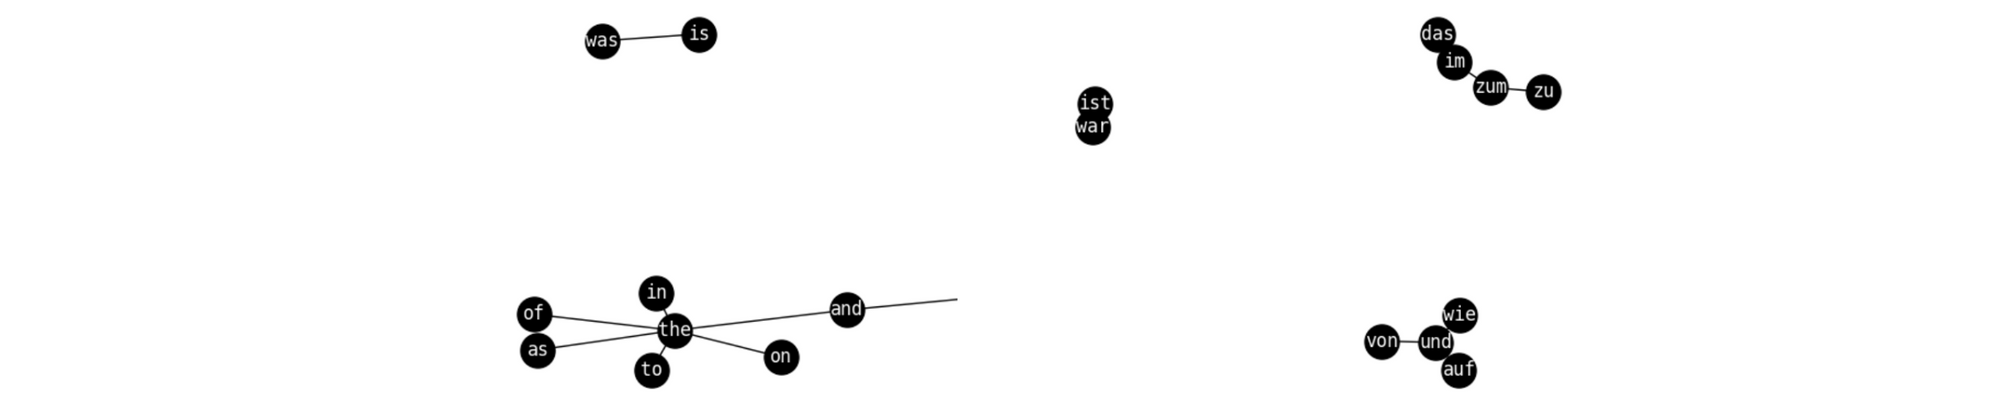 was
is
das
im
zum
zu
ist
war
of
as
in
the
to
and
on
von
und
wie
auf